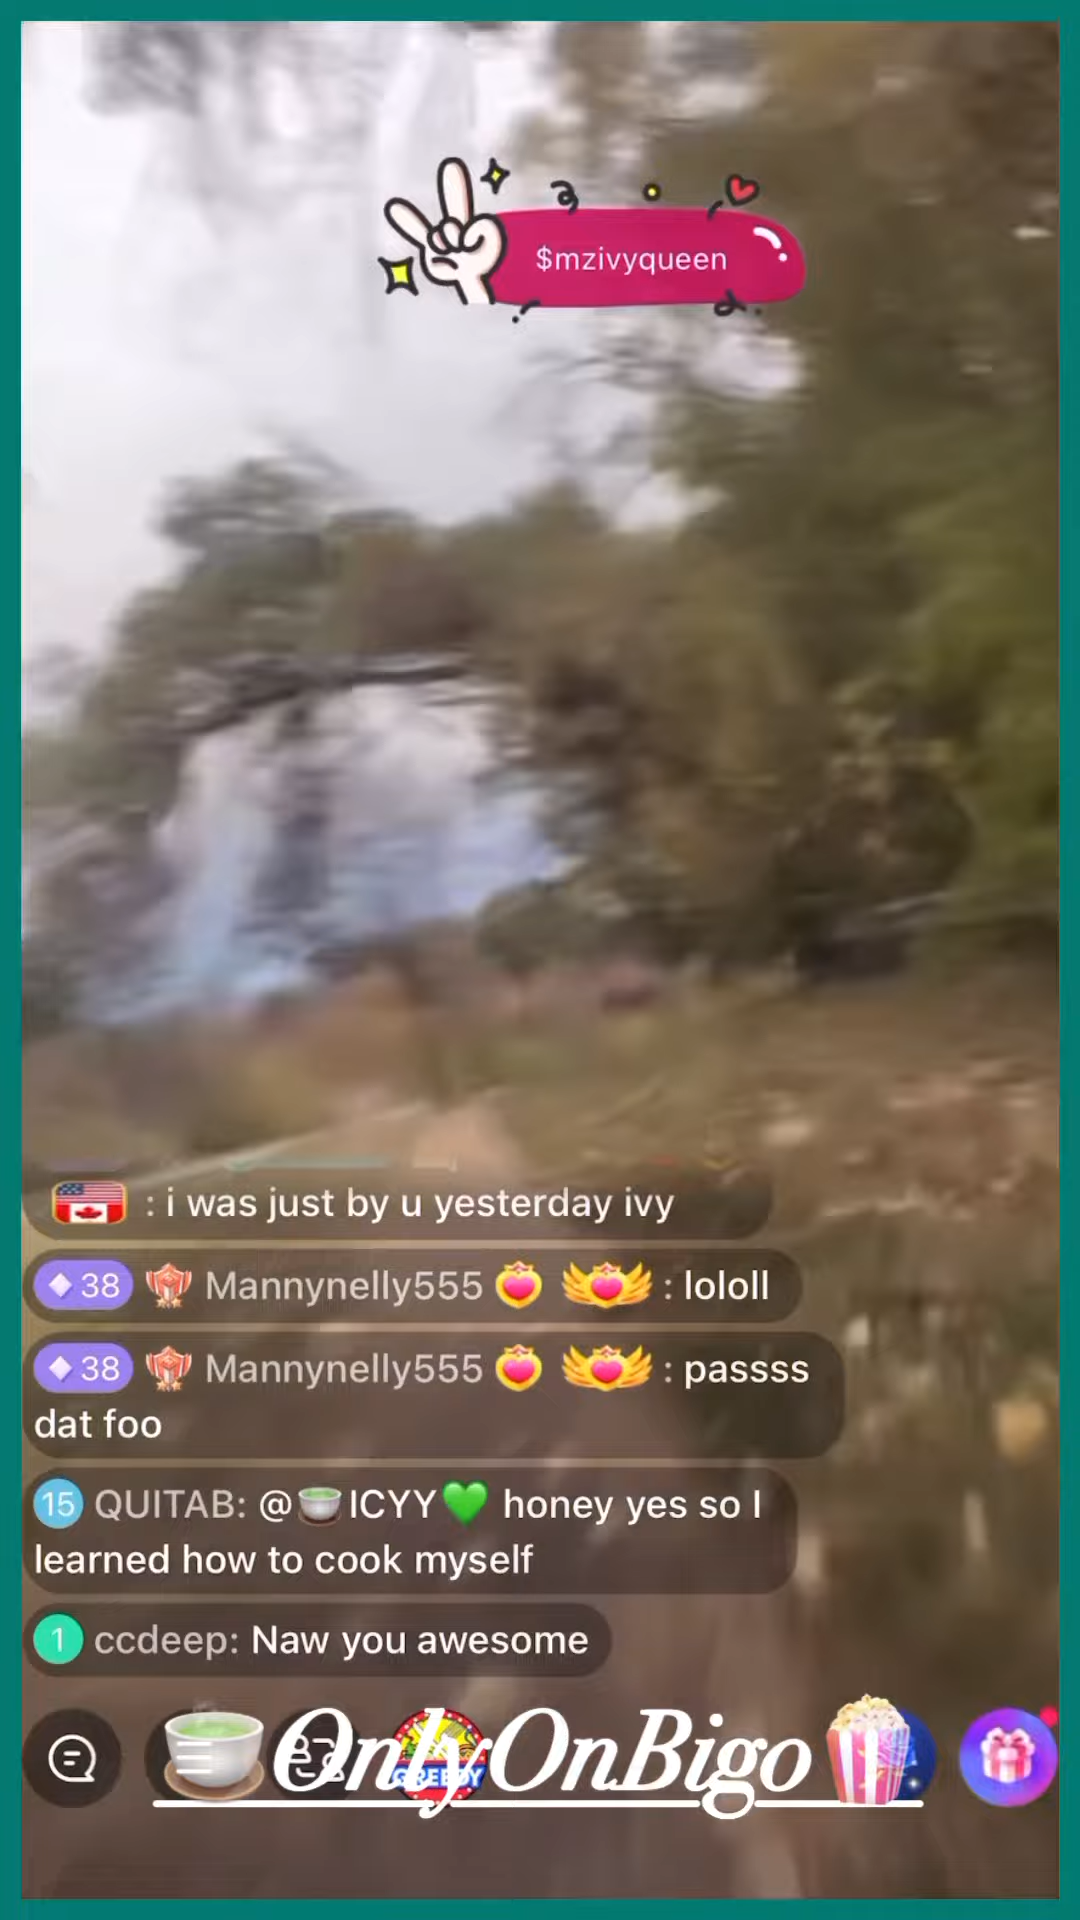 $mzivyqueen
: i was just by u yesterday ivy
38 Mannynelly555 : lololl
38 Mannynelly555 : passss
dat foo
15 QUITAB: @🍵ICYY💚 honey yes so I
learned how to cook myself
1 ccdeep: Naw you awesome
🍵OnlyOnBigo🍿
GREEDY